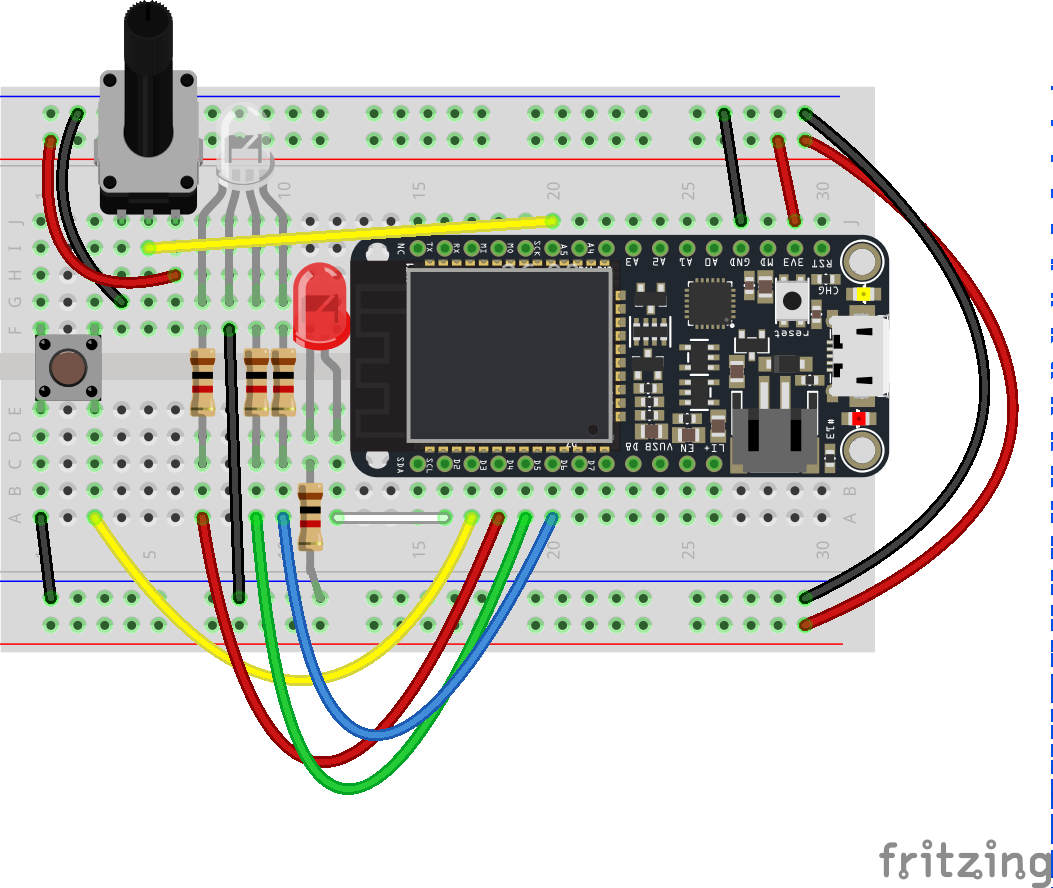 1 10 15 20 25 30
J J
I
H
G
F
NC TX RX MI MO SCK A5 A4 A3 A2 A1 A0 GND MD 3V3 RST
CHG
reset
E
D
C
B B
A A
SDA SCL D2 D3 D4 D5 D6 D7 D8 VUSB EN LI+
#13
1 5 15 20 25 30
fritzing